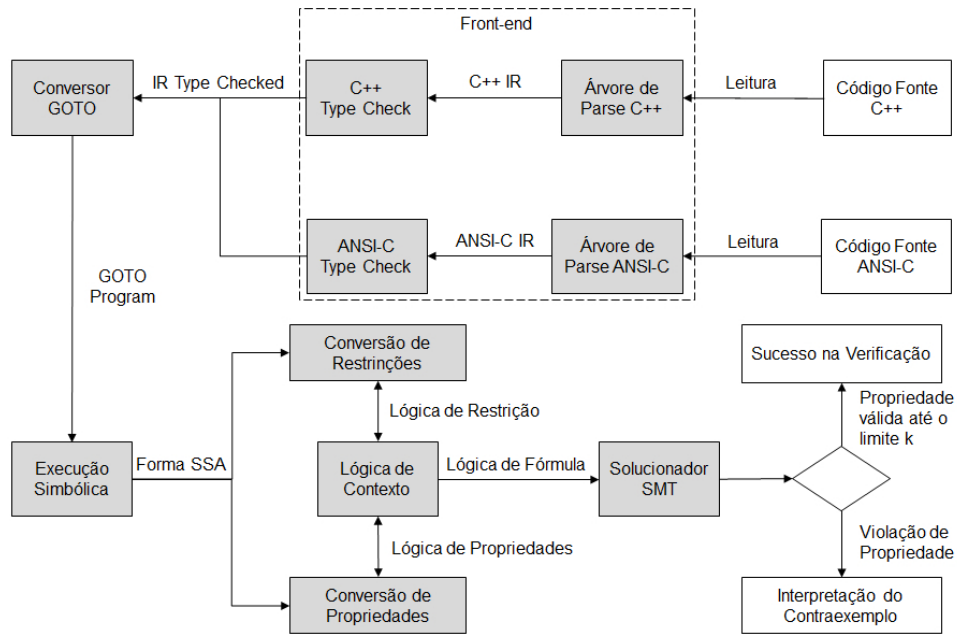 Front-end
Conversor
GOTO
IR Type Checked
C++
Type Check
C++ IR
Árvore de
Parse C++
Leitura
Código Fonte
C++
ANSI-C
Type Check
ANSI-C IR
Árvore de
Parse ANSI-C
Leitura
Código Fonte
ANSI-C
GOTO
Program
Conversão de
Restrinções
Sucesso na Verificação
Lógica de Restrição
Propriedade
válida até o
limite k
Execução
Simbólica
Forma SSA
Lógica de
Contexto
Lógica de Fórmula
Solucionador
SMT
Lógica de Propriedades
Violação de
Propriedade
Conversão de
Propriedades
Interpretação do
Contraexemplo